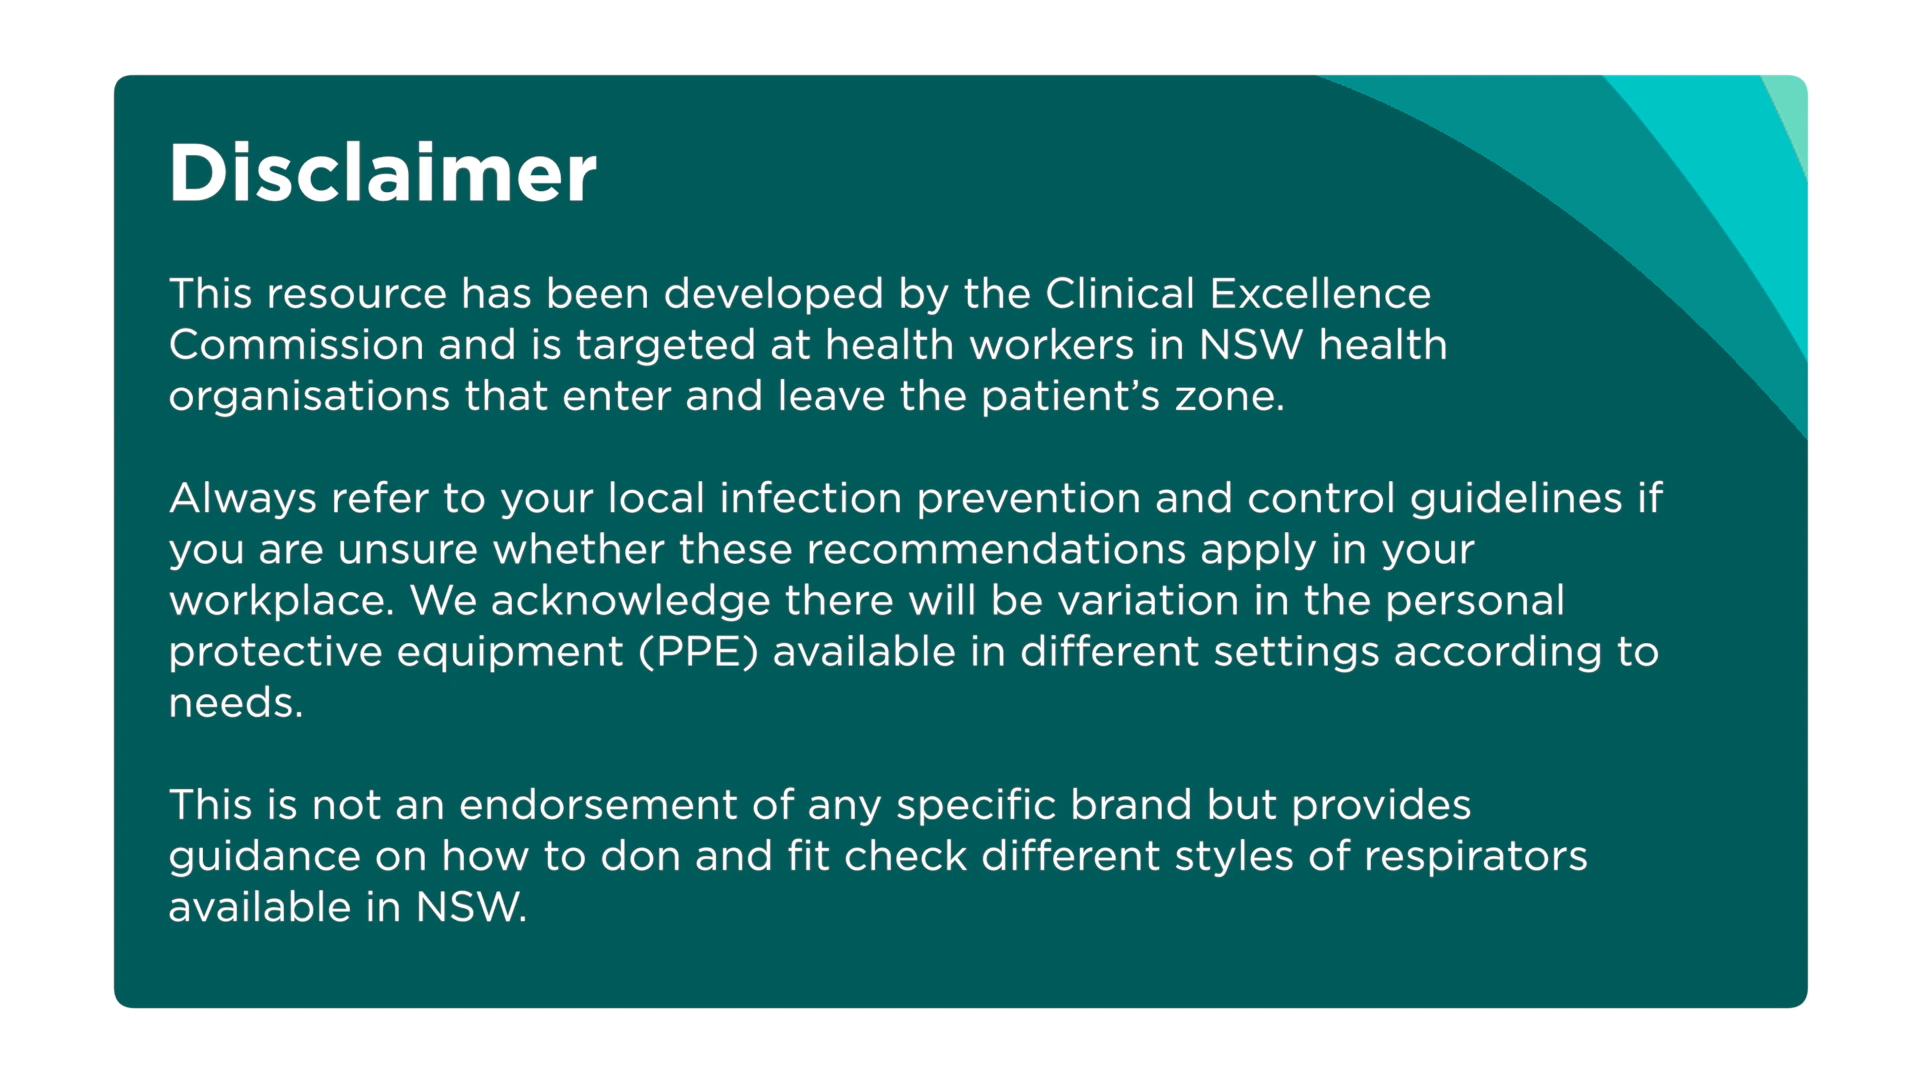 Disclaimer
This resource has been developed by the Clinical Excellence
Commission and is targeted at health workers in NSW health
organisations that enter and leave the patient’s zone.
Always refer to your local infection prevention and control guidelines if
you are unsure whether these recommendations apply in your
workplace. We acknowledge there will be variation in the personal
protective equipment (PPE) available in different settings according to
needs.
This is not an endorsement of any specific brand but provides
guidance on how to don and fit check different styles of respirators
available in NSW.